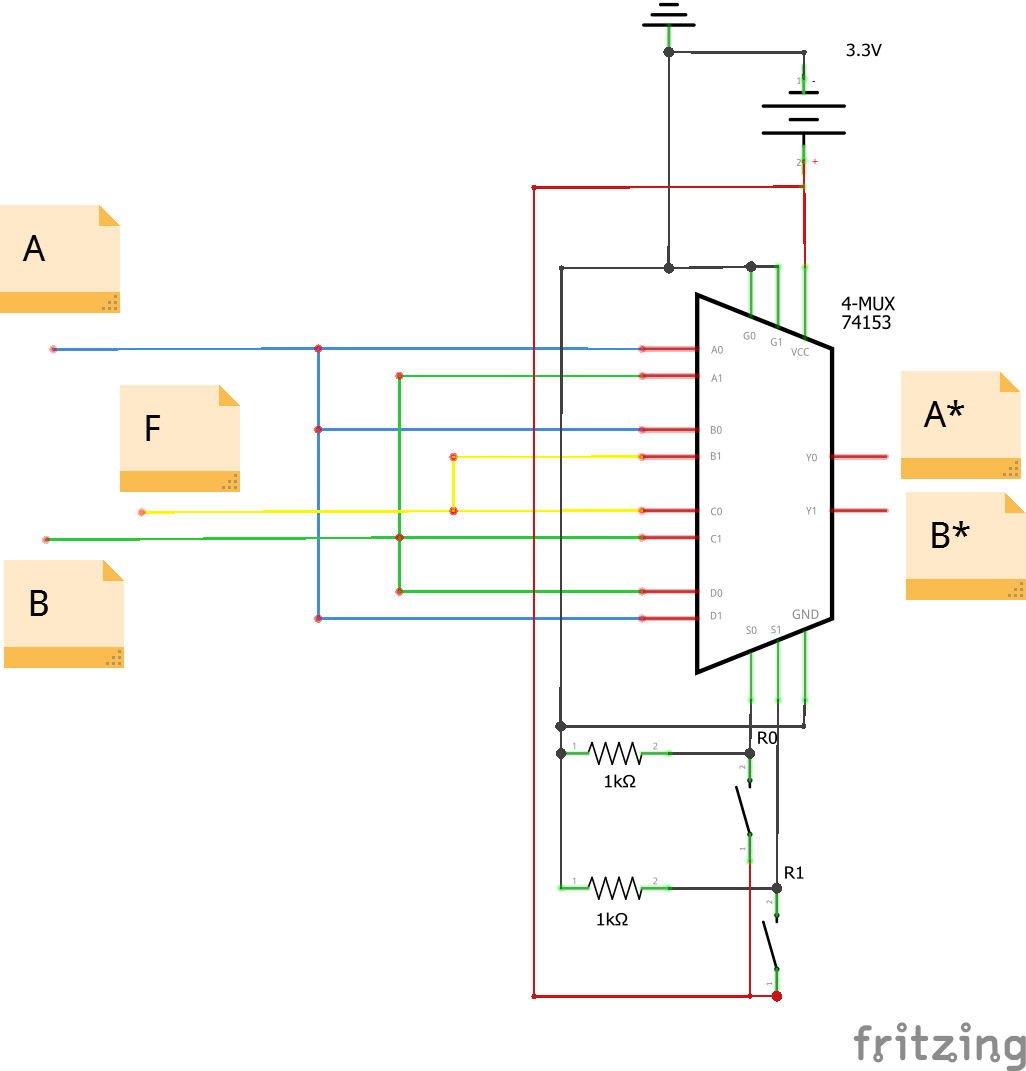 3.3V
1 -
2 +
A
4-MUX
74153
G0
G1
VCC
A0
A1
F
A*
B0
B1
Y0
C0
Y1
B*
C1
B
D0
D1
GND
S0
S1
R0
1
2
1kΩ
2
1
R1
1
2
1kΩ
2
1
fritzing